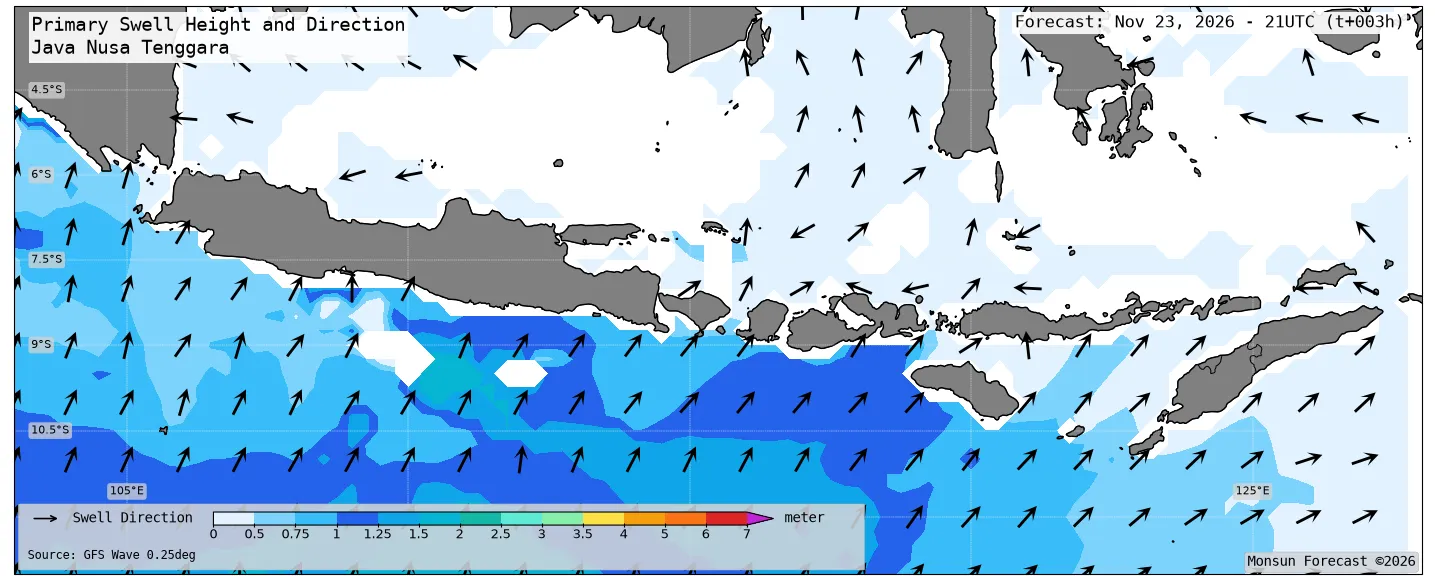 Primary Swell Height and Direction
Java Nusa Tenggara
Forecast: Nov 23, 2026 - 21UTC (t+003h)
4.5°S
6°S
7.5°S
9°S
10.5°S
105°E
125°E
Swell Direction
0 0.5 0.75 1 1.25 1.5 2 2.5 3 3.5 4 5 6 7
meter
Source: GFS Wave 0.25deg
Monsun Forecast ©2026